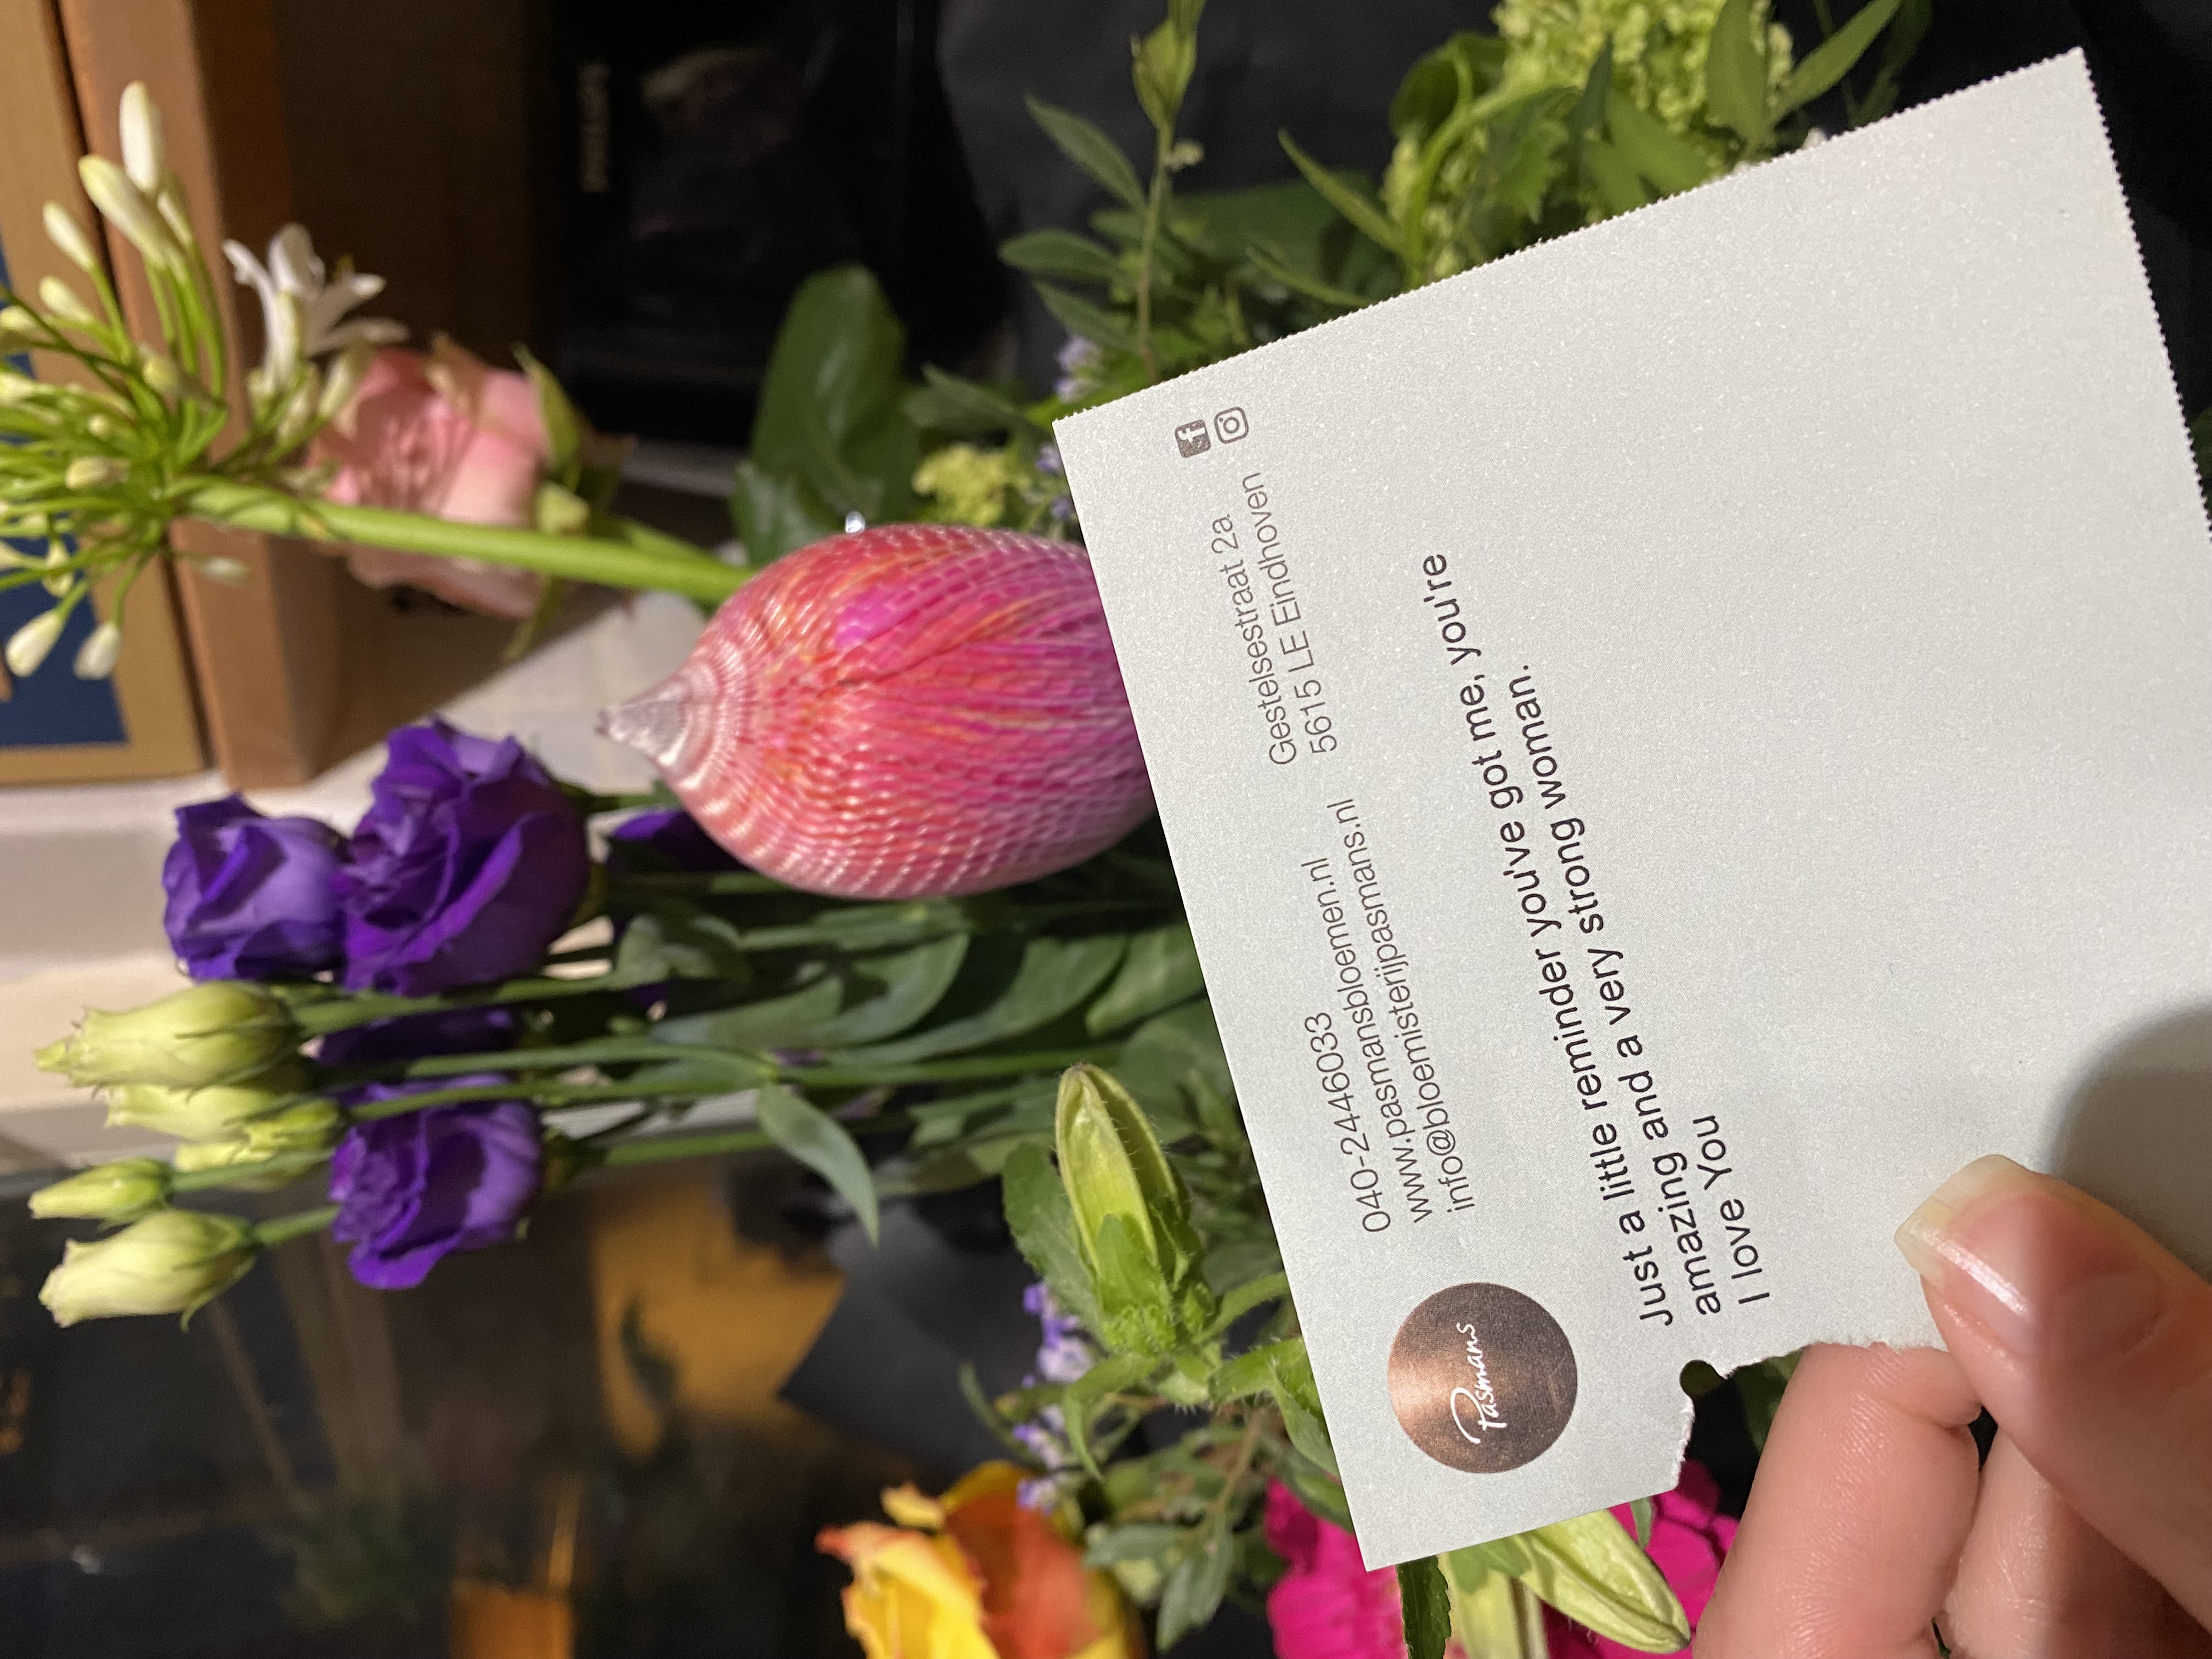 PHILIPS
040-2446033
www.pasmansbloemen.nl
info@bloemisterijpasmans.nl
Gestelsestraat 2a
5615 LE Eindhoven
Pasmans
Just a little reminder you've got me, you're
amazing and a very strong woman.
I love You